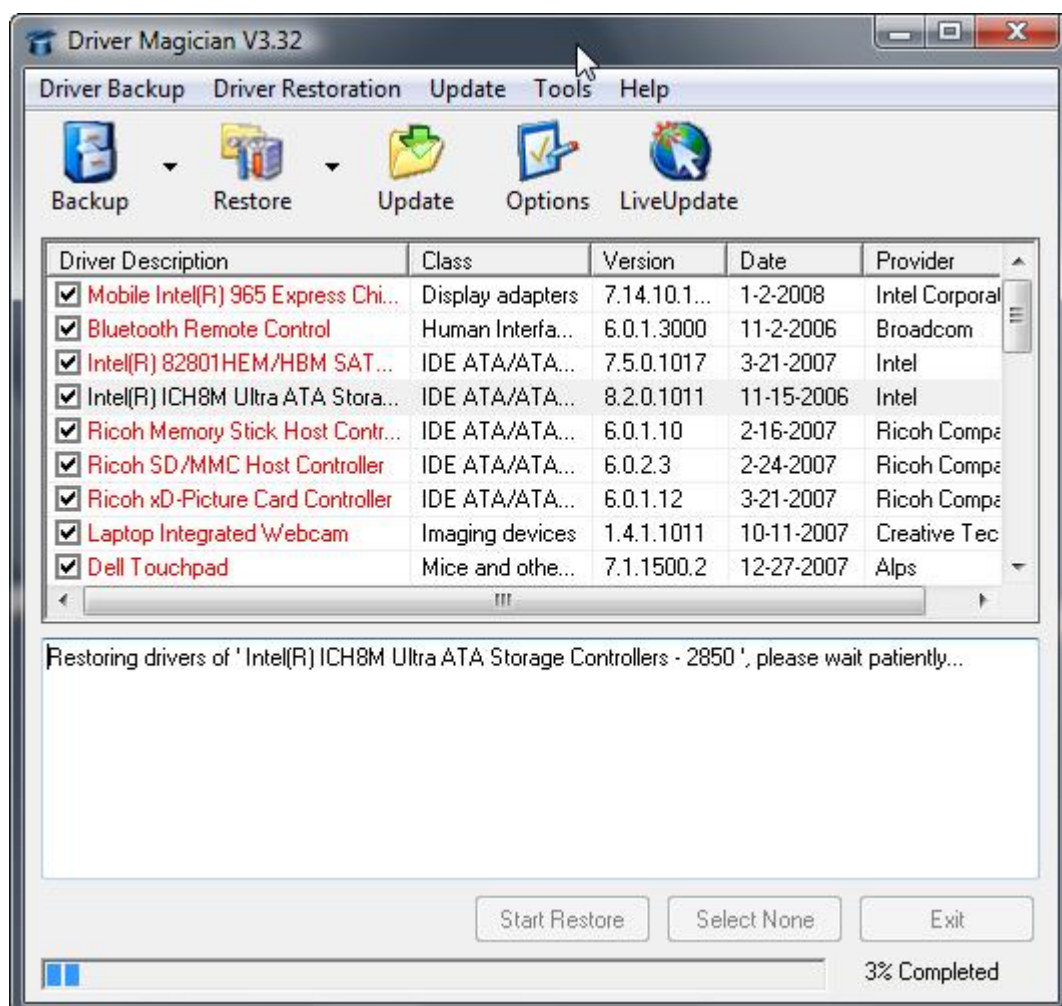 Driver Magician V3.32
Driver Backup Driver Restoration Update Tools Help
Backup Restore Update Options LiveUpdate
Driver Description Class Version Date Provider
Mobile Intel(R) 965 Express Chi... Display adapters 7.14.10.1... 1-2-2008 Intel Corporat
Bluetooth Remote Control Human Interfa... 6.0.1.3000 11-2-2006 Broadcom
Intel(R) 82801HEM/HBM SAT... IDE ATA/ATA... 7.5.0.1017 3-21-2007 Intel
Intel(R) ICH8M Ultra ATA Stora... IDE ATA/ATA... 8.2.0.1011 11-15-2006 Intel
Ricoh Memory Stick Host Contr... IDE ATA/ATA... 6.0.1.10 2-16-2007 Ricoh Compa
Ricoh SD/MMC Host Controller IDE ATA/ATA... 6.0.2.3 2-24-2007 Ricoh Compa
Ricoh xD-Picture Card Controller IDE ATA/ATA... 6.0.1.12 3-21-2007 Ricoh Compa
Laptop Integrated Webcam Imaging devices 1.4.1.1011 10-11-2007 Creative Tec
Dell Touchpad Mice and othe... 7.1.1500.2 12-27-2007 Alps
Restoring drivers of ' Intel(R) ICH8M Ultra ATA Storage Controllers - 2850 ', please wait patiently...
Start Restore Select None Exit
3% Completed